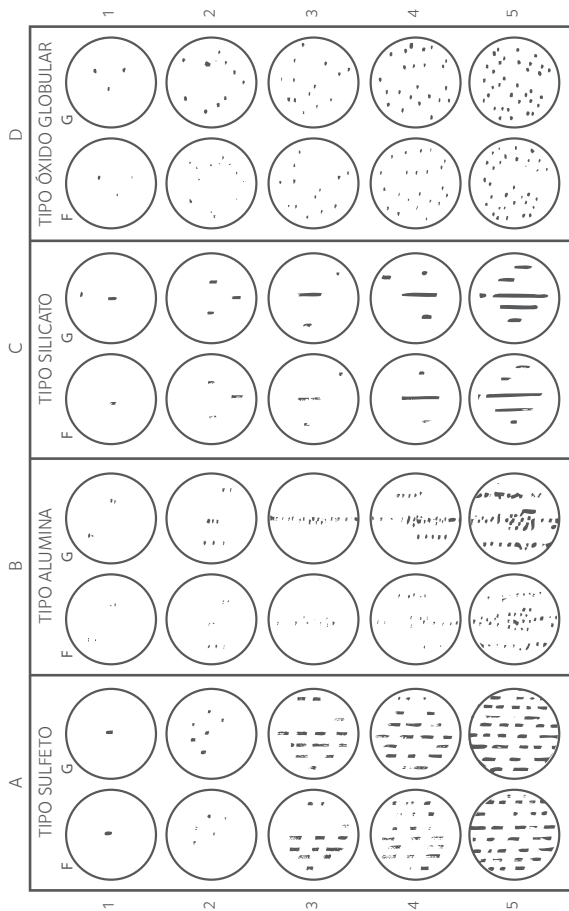 A B C D
TIPO SULFETO TIPO ALUMINA TIPO SILICATO TIPO ÓXIDO GLOBULAR
F G F G F G F G
1 1
2 2
3 3
4 4
5 5